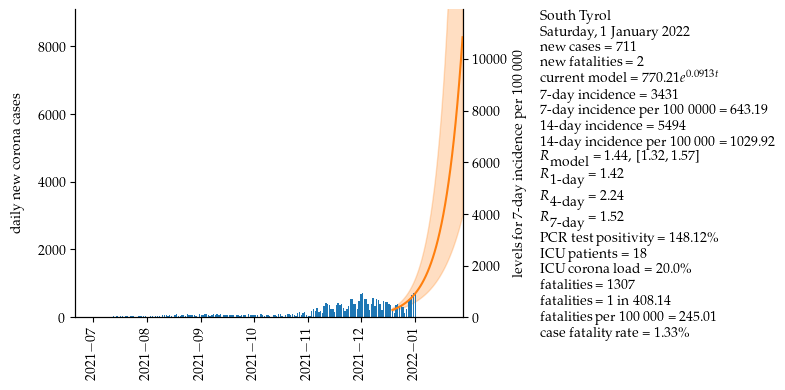 8000
6000
4000
2000
0
daily new corona cases
10000
8000
6000
4000
2000
0
levels for 7-day incidence per 100 000
2021−07
2021−08
2021−09
2021−10
2021−11
2021−12
2022−01
South Tyrol
Saturday, 1 January 2022
new cases = 711
new fatalities = 2
current model = 770.21e^0.0913t
7-day incidence = 3431
7-day incidence per 100 0000 = 643.19
14-day incidence = 5494
14-day incidence per 100 000 = 1029.92
R_model = 1.44, [1.32, 1.57]
R_1-day = 1.42
R_4-day = 2.24
R_7-day = 1.52
PCR test positivity = 148.12%
ICU patients = 18
ICU corona load = 20.0%
fatalities = 1307
fatalities = 1 in 408.14
fatalities per 100 000 = 245.01
case fatality rate = 1.33%